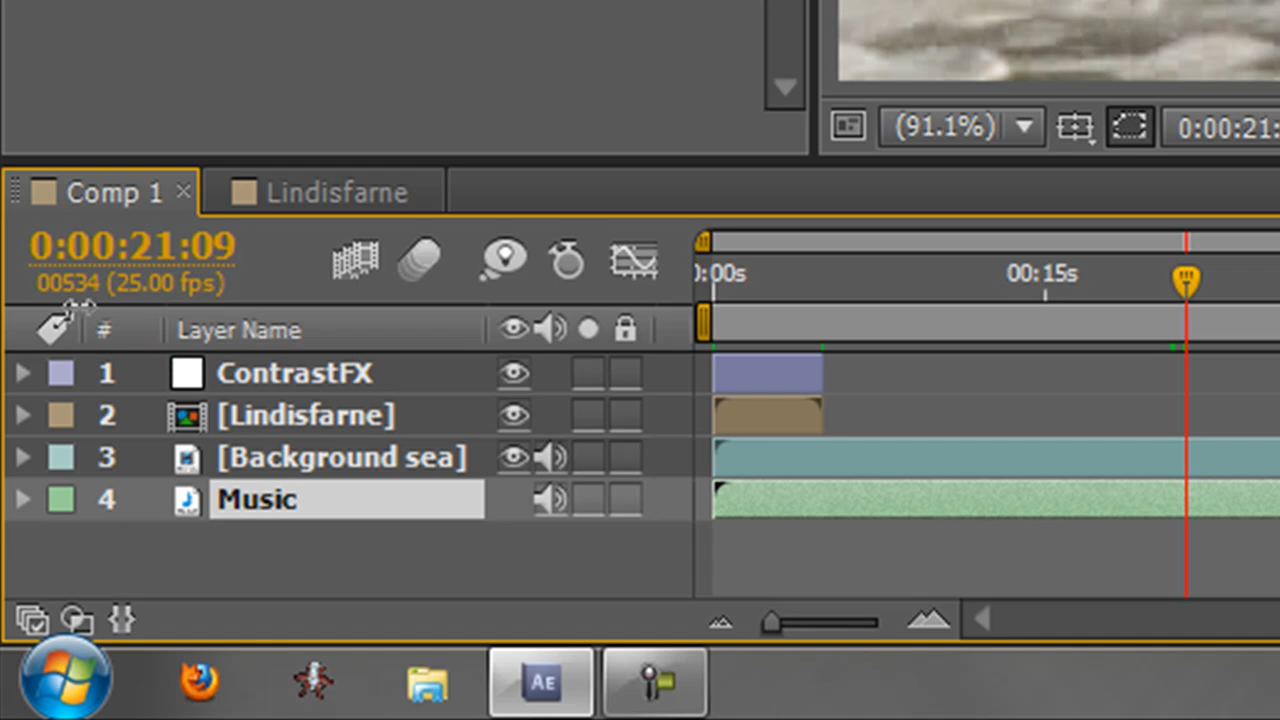 (91.1%) 0:00:21:
Comp 1 × Lindisfarne
0:00:21:09
00534 (25.00 fps)
0:00s 00:15s
# Layer Name
1 ContrastFX
2 [Lindisfarne]
3 [Background sea]
4 Music
AE